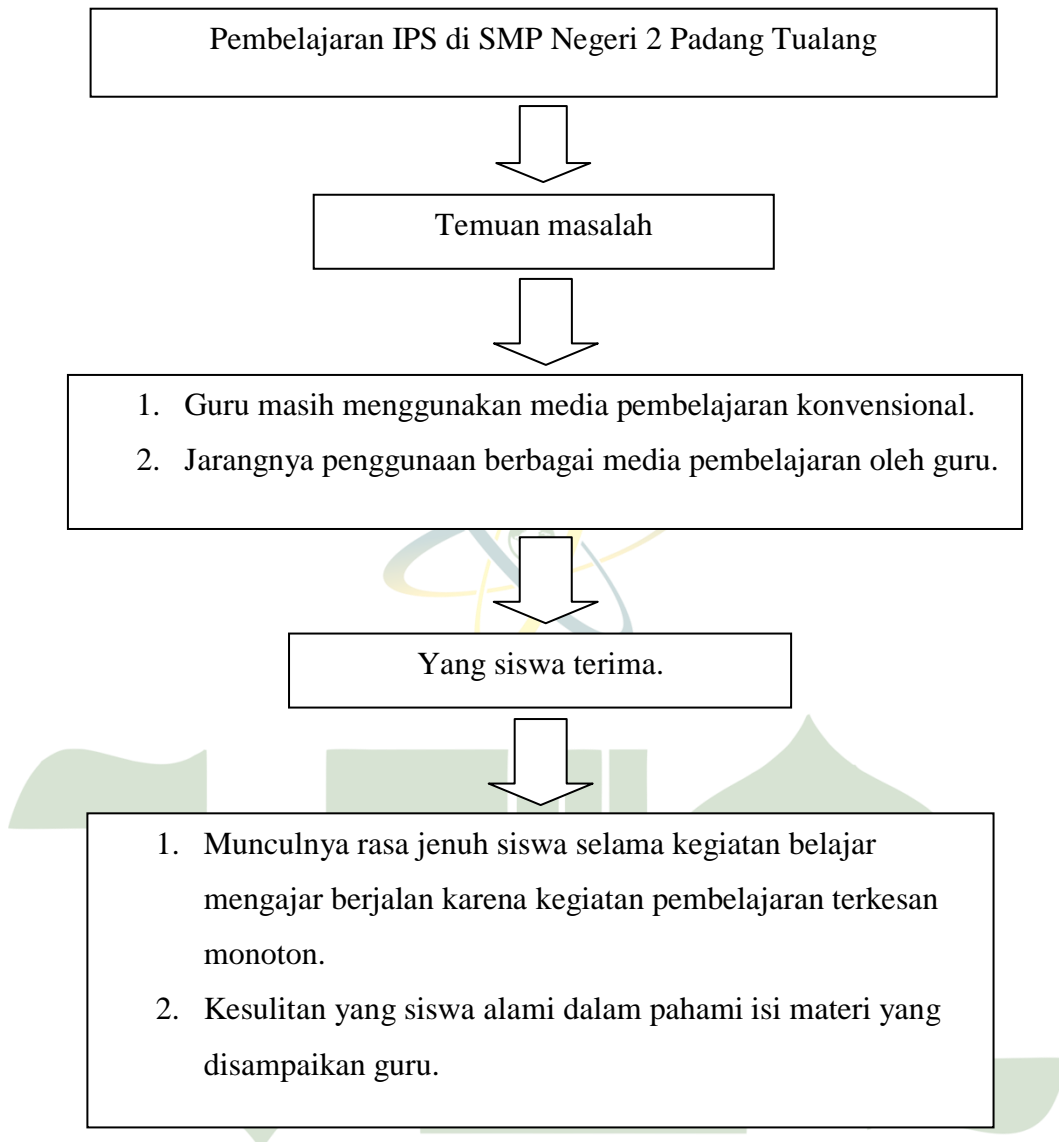 Pembelajaran IPS di SMP Negeri 2 Padang Tualang
Temuan masalah
1. Guru masih menggunakan media pembelajaran konvensional.
2. Jarangnya penggunaan berbagai media pembelajaran oleh guru.
Yang siswa terima.
1. Munculnya rasa jenuh siswa selama kegiatan belajar
mengajar berjalan karena kegiatan pembelajaran terkesan
monoton.
2. Kesulitan yang siswa alami dalam pahami isi materi yang
disampaikan guru.